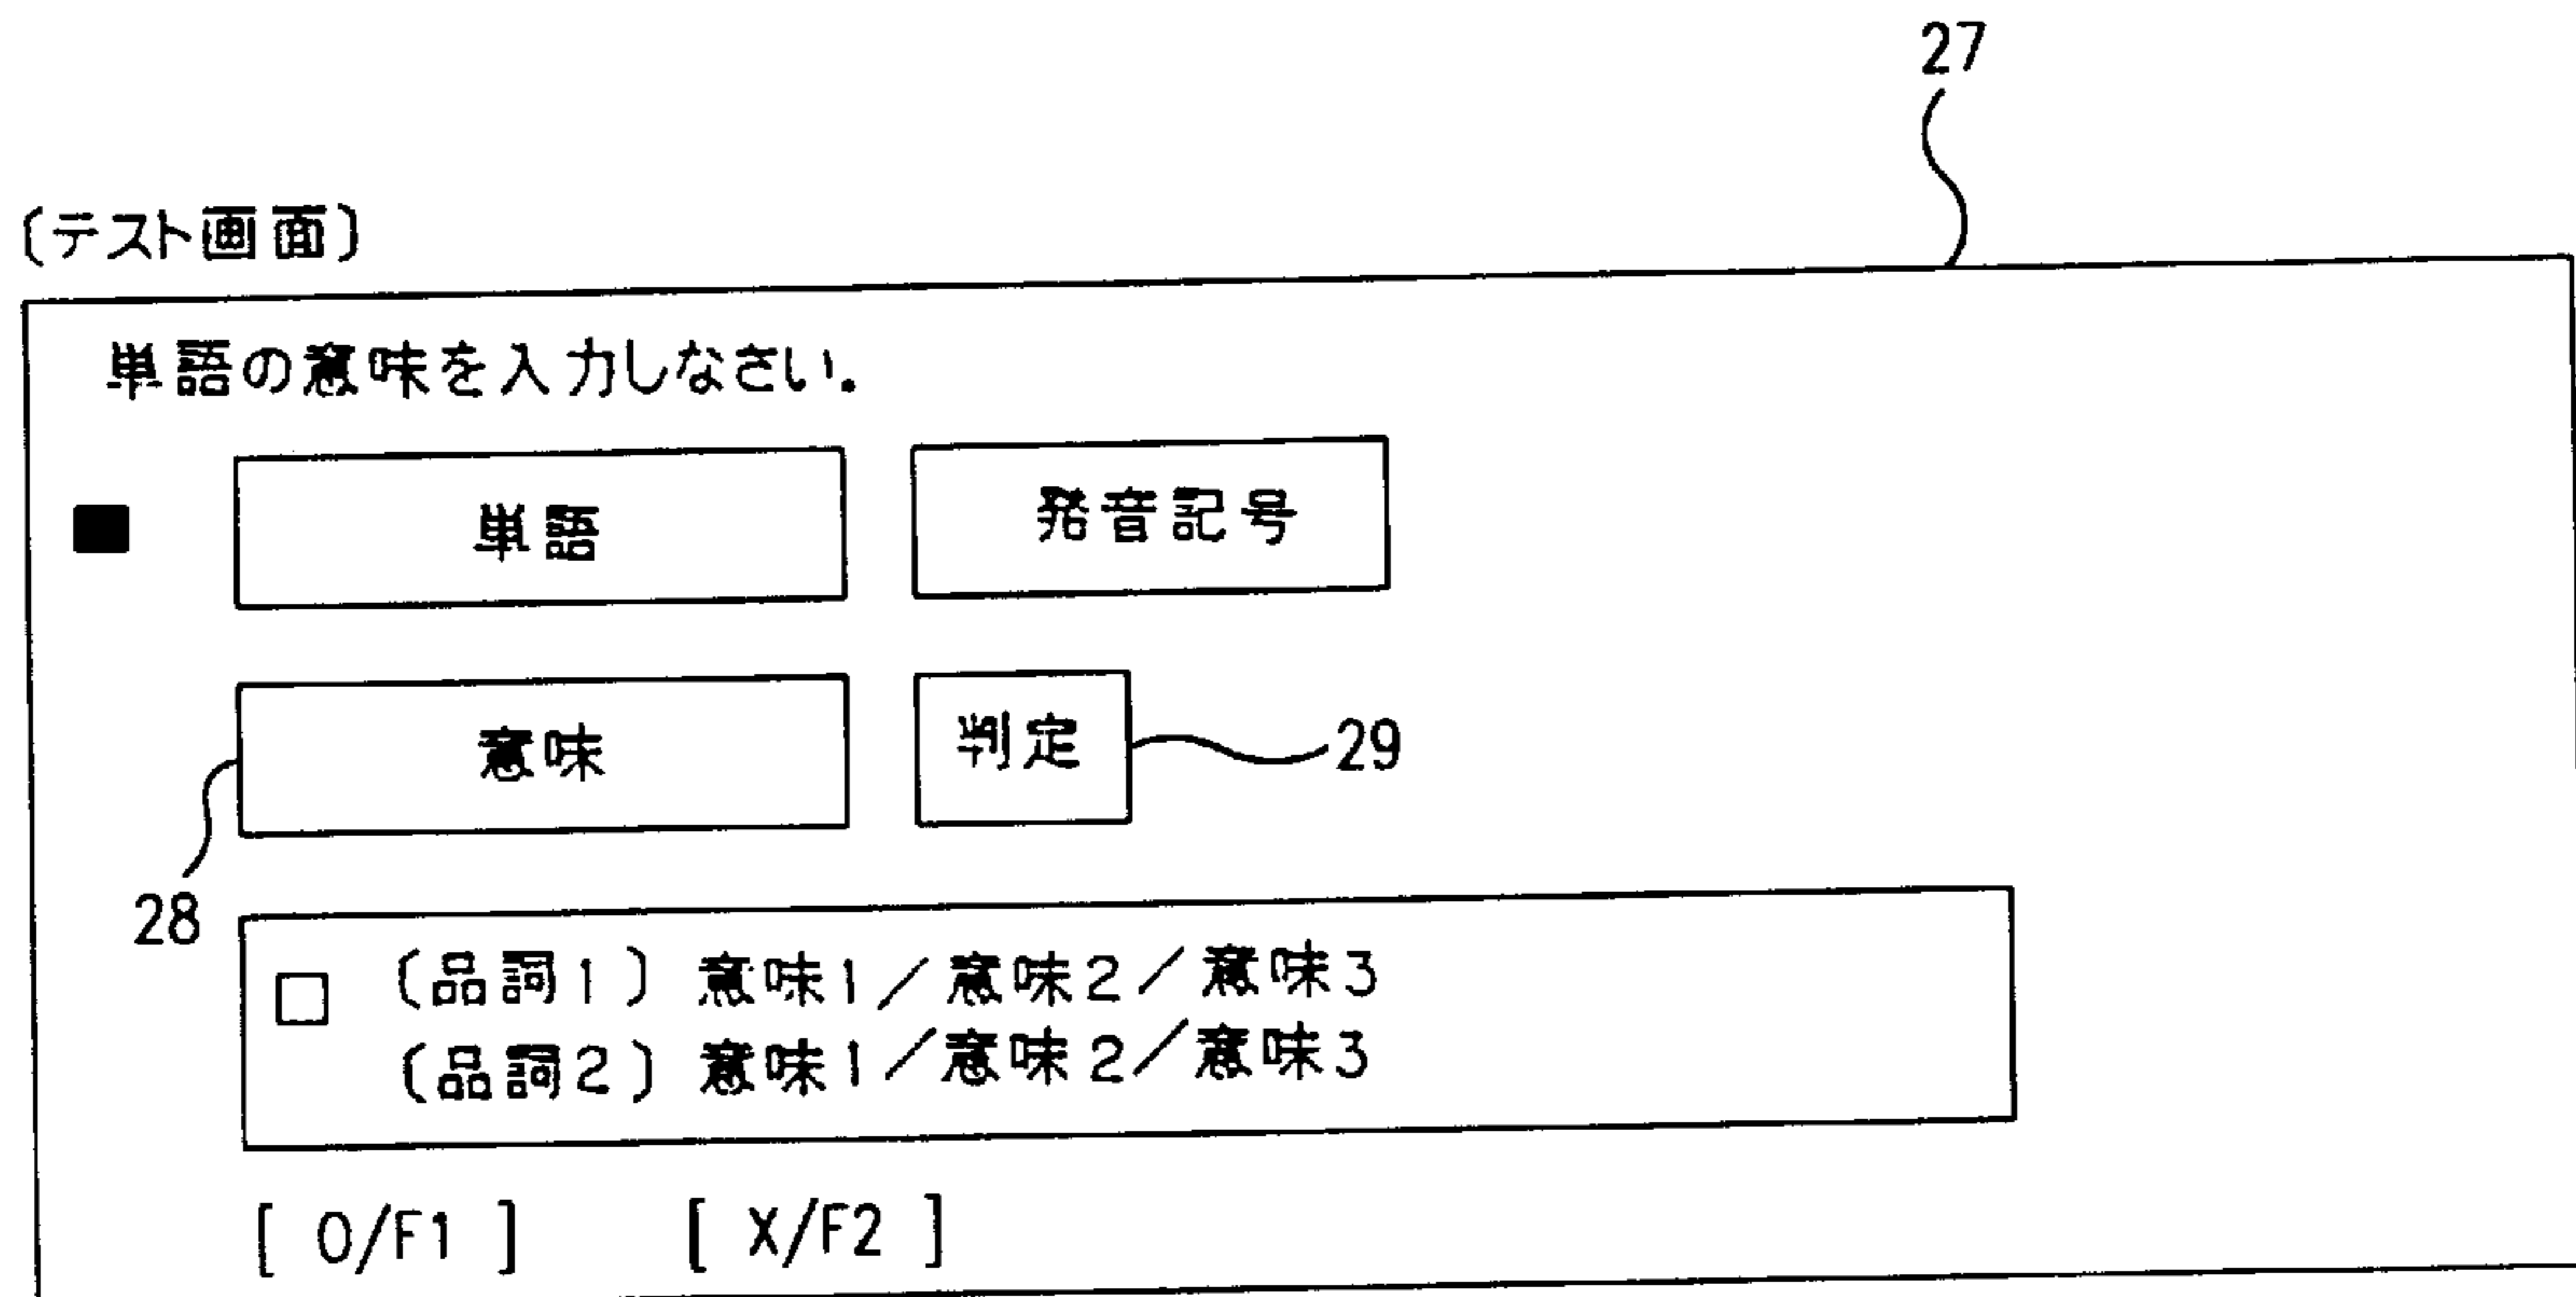 27
〔テスト画面〕
単語の意味を入力しなさい.
単語 発音記号
意味 判定 29
28
□ 〔品詞1〕意味1／意味2／意味3
〔品詞2〕意味1／意味2／意味3
[ O/F1 ] [ X/F2 ]